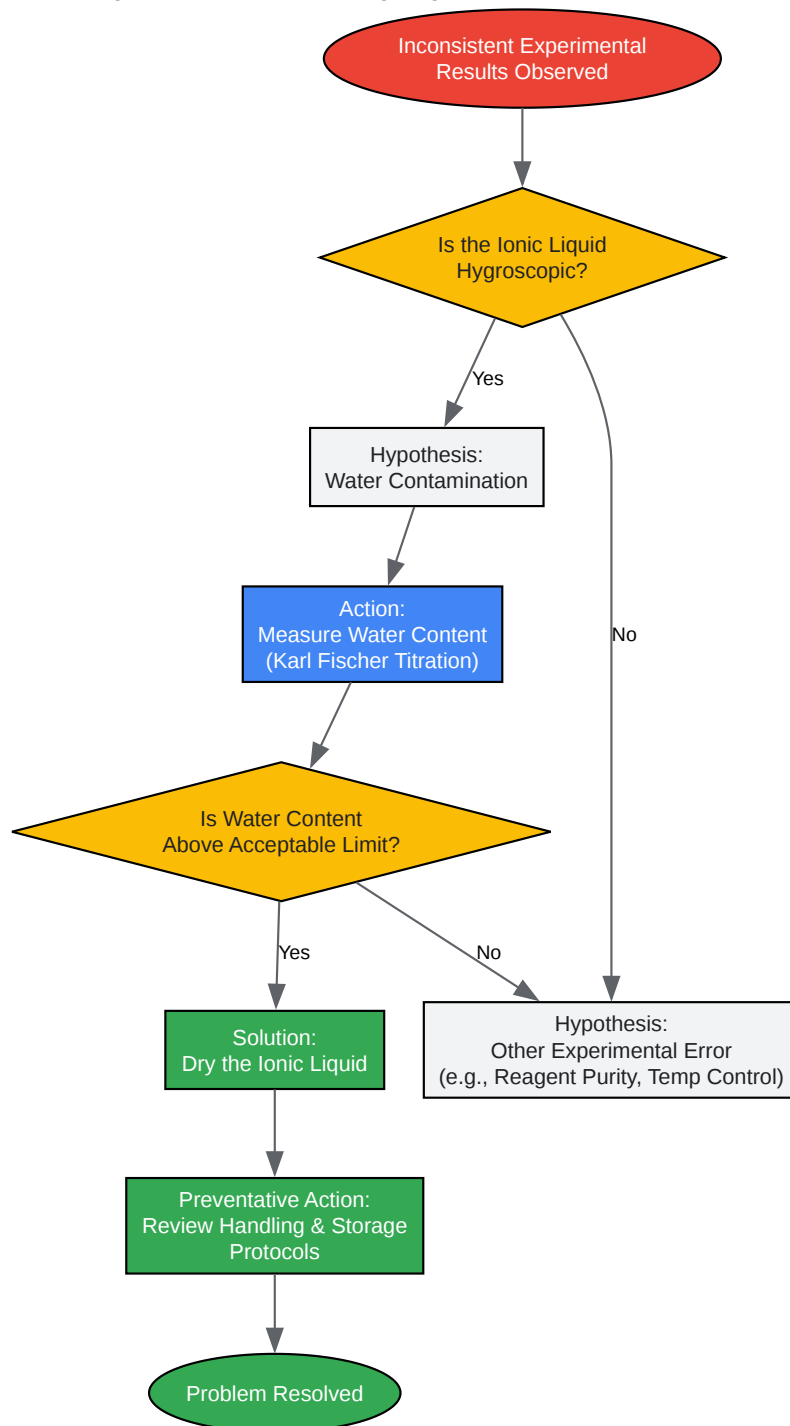 Inconsistent Experimental
Results Observed
Is the Ionic Liquid
Hygroscopic?
Yes
Hypothesis:
Water Contamination
Action:
Measure Water Content
(Karl Fischer Titration)
No
Is Water Content
Above Acceptable Limit?
Yes
No
Solution:
Dry the Ionic Liquid
Hypothesis:
Other Experimental Error
(e.g., Reagent Purity, Temp Control)
Preventative Action:
Review Handling & Storage
Protocols
Problem Resolved